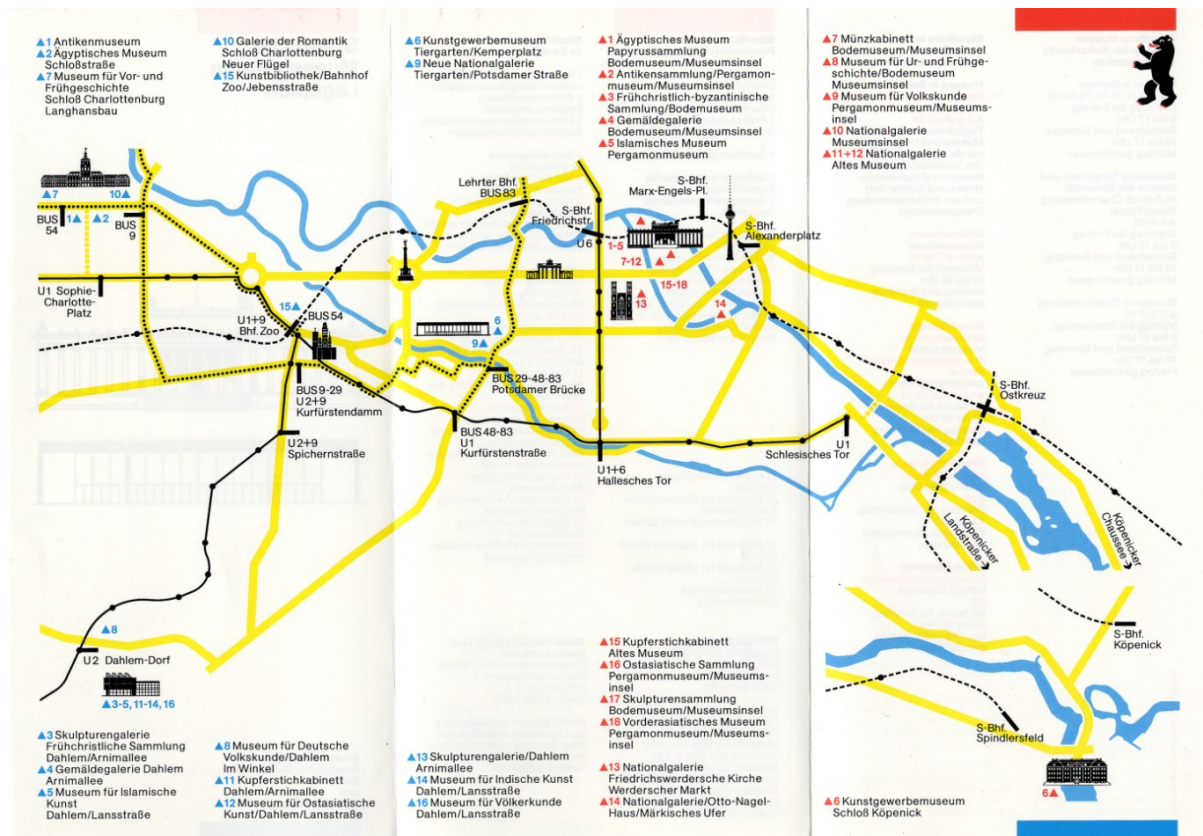 ▲1 Antikenmuseum
▲2 Ägyptisches Museum
Schloßstraße
▲7 Museum für Vor- und
Frühgeschichte
Schloß Charlottenburg
Langhansbau
▲10 Galerie der Romantik
Schloß Charlottenburg
Neuer Flügel
▲15 Kunstbibliothek/Bahnhof
Zoo/Jebensstraße
▲6 Kunstgewerbemuseum
Tiergarten/Kemperplatz
▲9 Neue Nationalgalerie
Tiergarten/Potsdamer Straße
▲1 Ägyptisches Museum
Papyrussammlung
Bodemuseum/Museumsinsel
▲2 Antikensammlung/Pergamon-
museum/Museumsinsel
▲3 Frühchristlich-byzantinische
Sammlung/Bodemuseum
▲4 Gemäldegalerie
Bodemuseum/Museumsinsel
▲5 Islamisches Museum
Pergamonmuseum
▲7 Münzkabinett
Bodemuseum/Museumsinsel
▲8 Museum für Ur- und Frühge-
schichte/Bodemuseum
Museumsinsel
▲9 Museum für Volkskunde
Pergamonmuseum/Museums-
insel
▲10 Nationalgalerie
Museumsinsel
▲11+12 Nationalgalerie
Altes Museum
▲7
10▲
BUS
54
1▲
▲2
BUS
9
U1 Sophie-
Charlotte-
Platz
15▲
U1+9
Bhf. Zoo
BUS 54
Lehrter Bhf.
BUS 83
S-Bhf.
Friedrichstr.
U6
S-Bhf.
Marx-Engels-Pl.
S-Bhf.
Alexanderplatz
▲
1-5
▲▲
7-12
15-18
▲
13
14
▲
6
▲
9▲
BUS 9-29
U2+9
Kurfürstendamm
BUS 29-48-83
Potsdamer Brücke
U2+9
Spichernstraße
BUS 48-83
U1
Kurfürstenstraße
U1+6
Hallesches Tor
U1
Schlesisches Tor
S-Bhf.
Ostkreuz
Köpenicker
Landstraße→
Köpenicker
Chaussee→
▲8
U2 Dahlem-Dorf
▲3-5, 11-14, 16
S-Bhf.
Köpenick
S-Bhf.
Spindlersfeld
6▲
▲3 Skulpturengalerie
Frühchristliche Sammlung
Dahlem/Arnimallee
▲4 Gemäldegalerie Dahlem
Arnimallee
▲5 Museum für Islamische
Kunst
Dahlem/Lansstraße
▲8 Museum für Deutsche
Volkskunde/Dahlem
Im Winkel
▲11 Kupferstichkabinett
Dahlem/Arnimallee
▲12 Museum für Ostasiatische
Kunst/Dahlem/Lansstraße
▲13 Skulpturengalerie/Dahlem
Arnimallee
▲14 Museum für Indische Kunst
Dahlem/Lansstraße
▲16 Museum für Völkerkunde
Dahlem/Lansstraße
▲15 Kupferstichkabinett
Altes Museum
▲16 Ostasiatische Sammlung
Pergamonmuseum/Museums-
insel
▲17 Skulpturensammlung
Bodemuseum/Museumsinsel
▲18 Vorderasiatisches Museum
Pergamonmuseum/Museums-
insel
▲13 Nationalgalerie
Friedrichswerdersche Kirche
Werderscher Markt
▲14 Nationalgalerie/Otto-Nagel-
Haus/Märkisches Ufer
▲6 Kunstgewerbemuseum
Schloß Köpenick